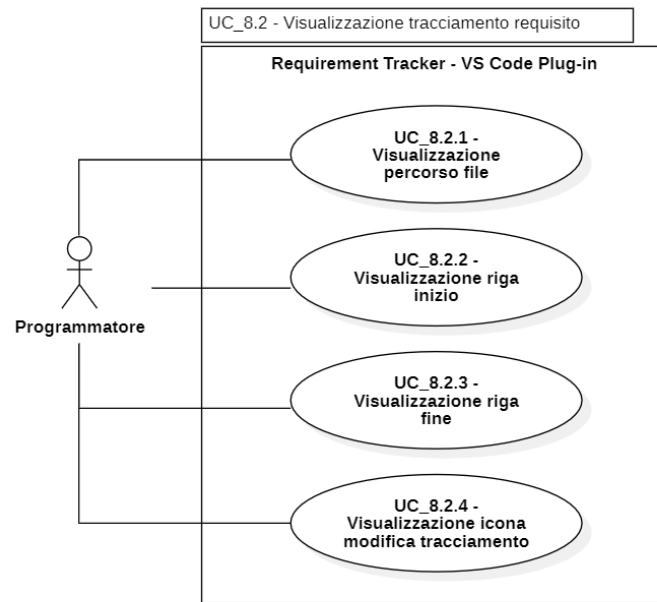 UC_8.2 - Visualizzazione tracciamento requisito
Requirement Tracker - VS Code Plug-in
UC_8.2.1 -
Visualizzazione
percorso file
UC_8.2.2 -
Visualizzazione riga
inizio
Programmatore
UC_8.2.3 -
Visualizzazione riga
fine
UC_8.2.4 -
Visualizzazione icona
modifica tracciamento